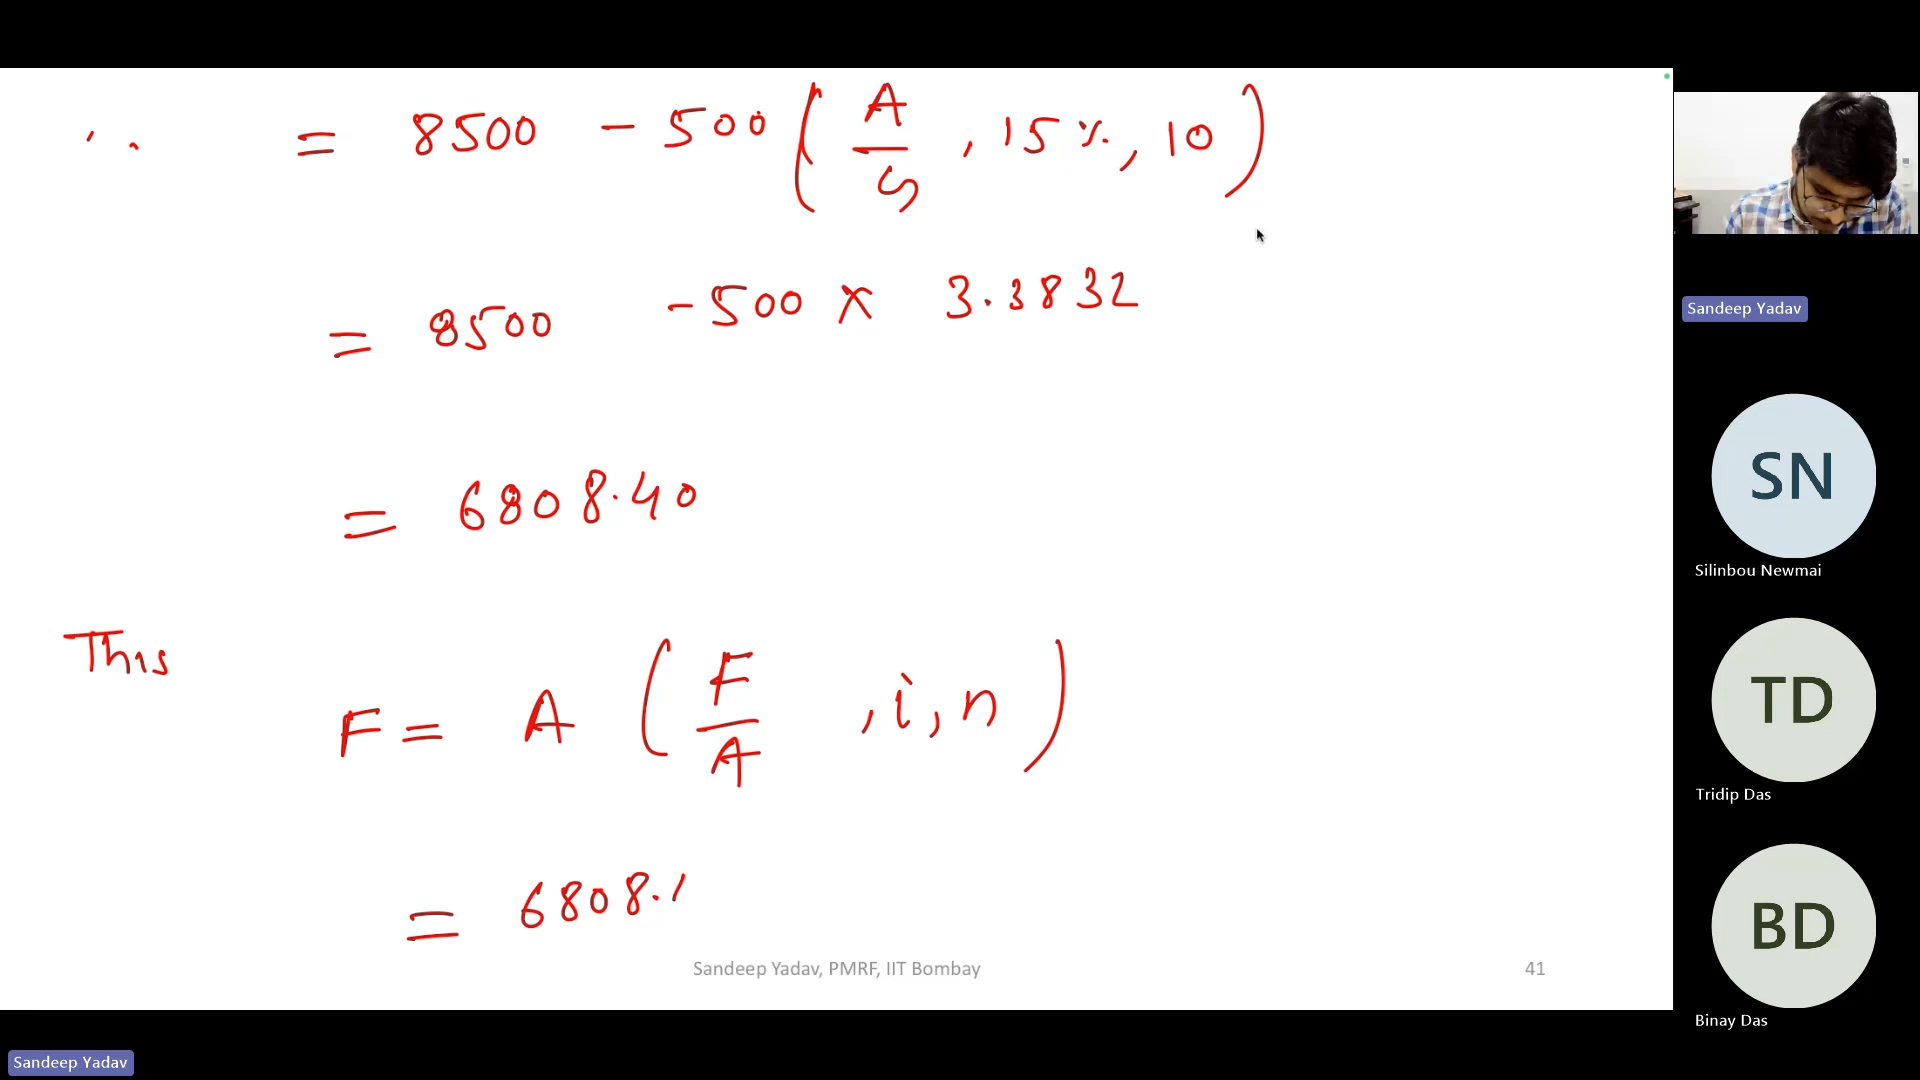 = 8500 - 500 ( A/G , 15%, 10 )
= 8500 - 500 × 3.3832
= 6808.40
This
F = A ( F/A , i, n )
= 6808.
Sandeep Yadav, PMRF, IIT Bombay
41
Sandeep Yadav
SN
Silinbou Newmai
TD
Tridip Das
BD
Binay Das
Sandeep Yadav